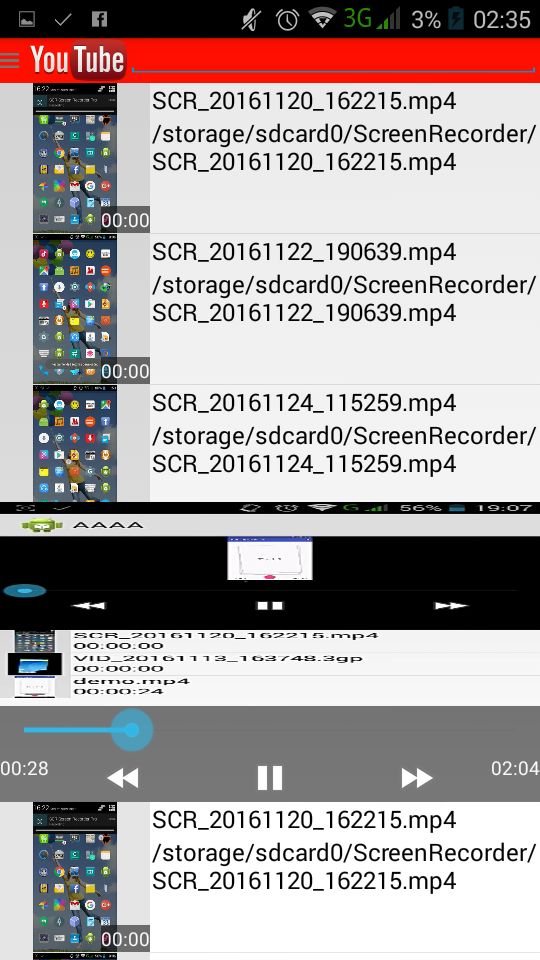 3G 3% 02:35
YouTube
SCR_20161120_162215.mp4
/storage/sdcard0/ScreenRecorder/
SCR_20161120_162215.mp4
00:00
SCR_20161122_190639.mp4
/storage/sdcard0/ScreenRecorder/
SCR_20161122_190639.mp4
00:00
SCR_20161124_115259.mp4
/storage/sdcard0/ScreenRecorder/
SCR_20161124_115259.mp4
G 56% 19:07
AAAA
SCR_20161120_162215.mp4
00:00:00
VID_20161113_163748.3gp
00:00:00
demo.mp4
00:00:24
00:28 02:04
SCR_20161120_162215.mp4
/storage/sdcard0/ScreenRecorder/
SCR_20161120_162215.mp4
00:00